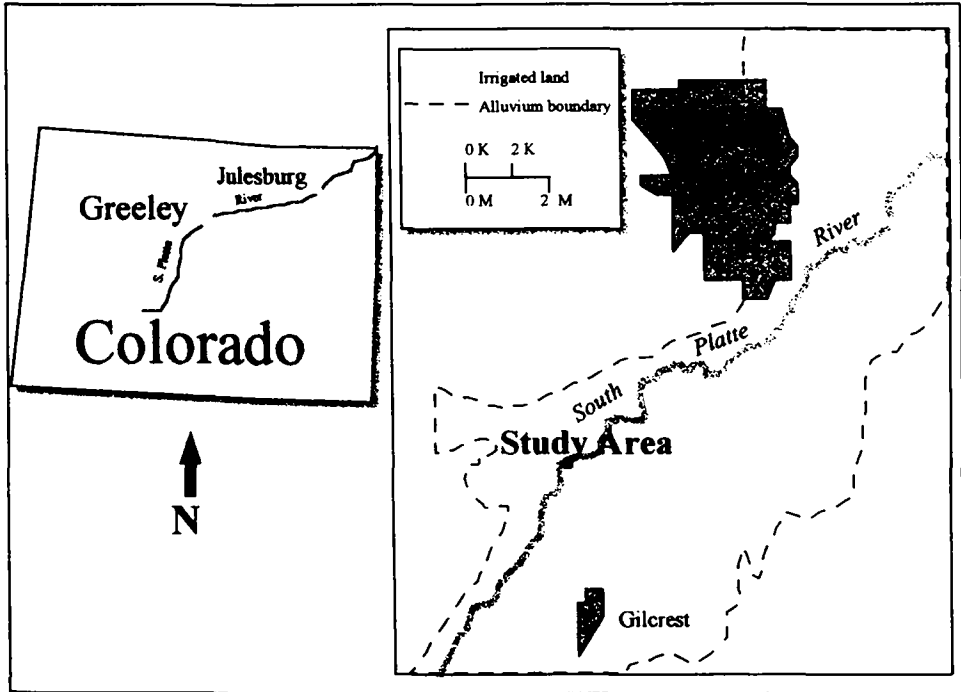 Julesburg
River
Greeley
S. Platte
Colorado
N
Irrigated land
Alluvium boundary
0 K 2 K
0 M 2 M
River
Platte
South
Study Area
Gilcrest